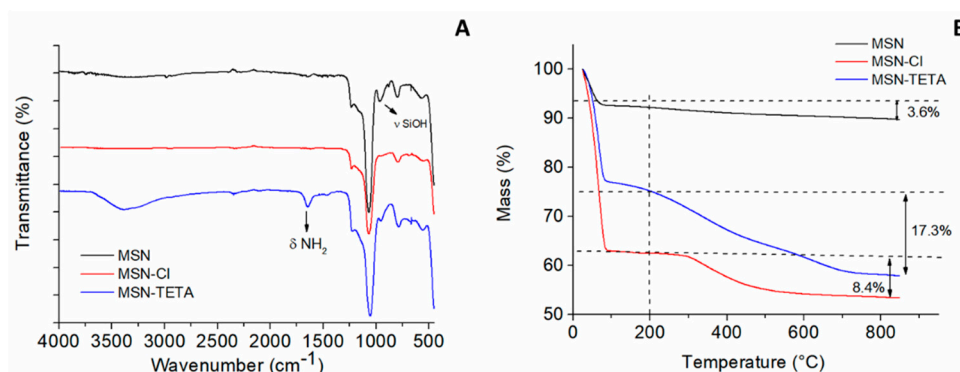 A
Transmittance (%)
ν SiOH
δ NH2
MSN
MSN-Cl
MSN-TETA
4000 3500 3000 2500 2000 1500 1000 500
Wavenumber (cm-1)
B
MSN
MSN-Cl
MSN-TETA
Mass (%)
100
90
80
70
60
50
3.6%
17.3%
8.4%
0 200 400 600 800
Temperature (°C)